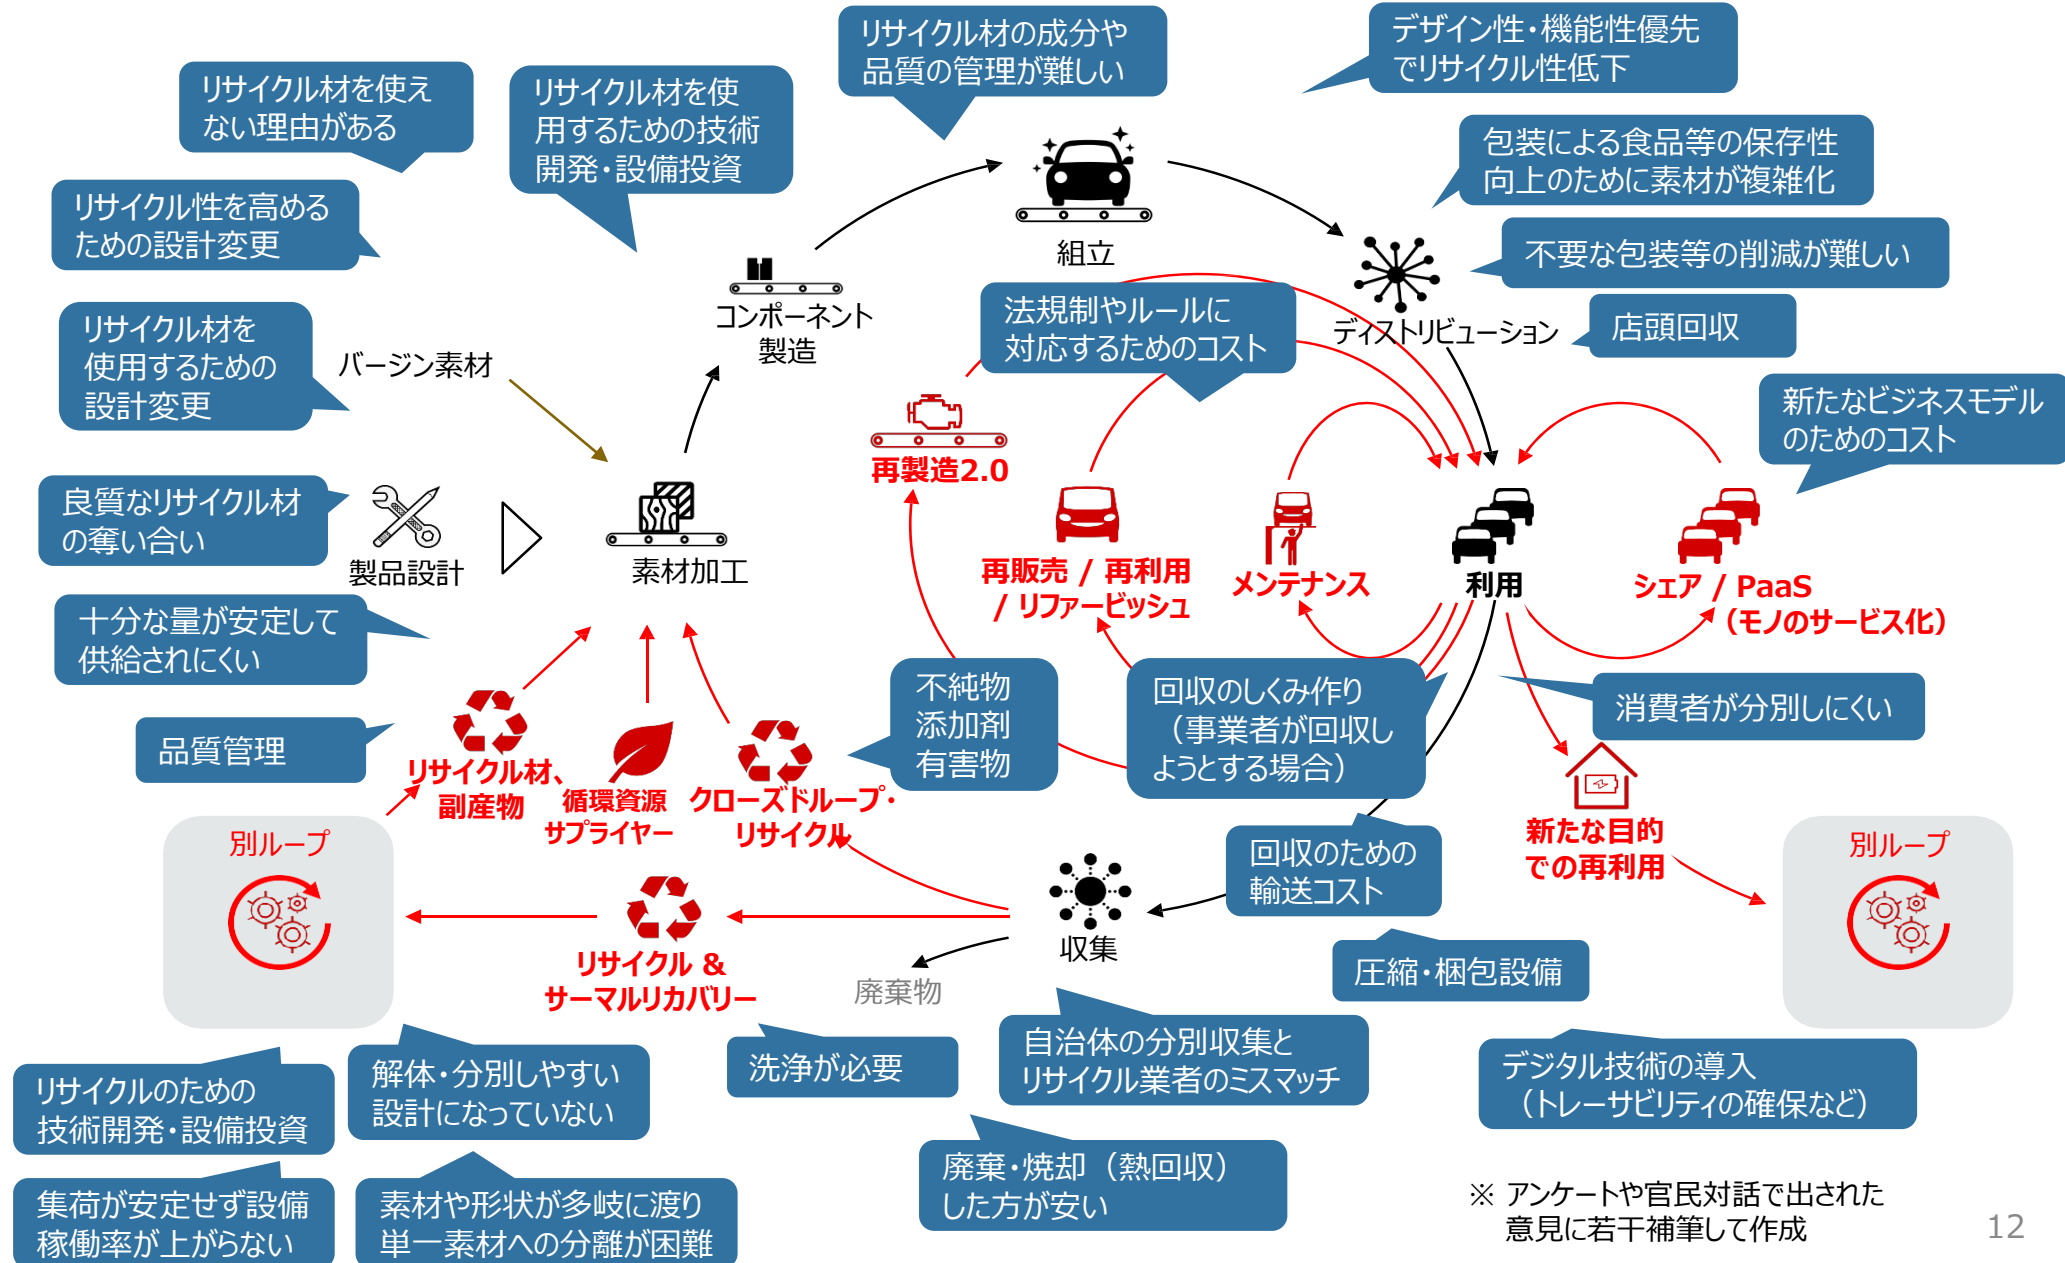 リサイクル材の成分や
品質の管理が難しい
デザイン性・機能性優先
でリサイクル性低下
リサイクル材を使え
ない理由がある
リサイクル材を使
用するための技術
開発・設備投資
包装による食品等の保存性
向上のために素材が複雑化
リサイクル性を高める
ための設計変更
不要な包装等の削減が難しい
組立
コンポーネント
製造
法規制やルールに
対応するためのコスト
ディストリビューション
店頭回収
リサイクル材を
使用するための
設計変更
バージン素材
新たなビジネスモデル
のためのコスト
再製造2.0
良質なリサイクル材
の奪い合い
製品設計
素材加工
再販売 / 再利用
/ リファービッシュ
メンテナンス
利用
シェア / PaaS
（モノのサービス化）
十分な量が安定して
供給されにくい
不純物
添加剤
有害物
回収のしくみ作り
（事業者が回収し
ようとする場合）
消費者が分別しにくい
品質管理
リサイクル材、
副産物
循環資源
サプライヤー
クローズドループ・
リサイクル
新たな目的
での再利用
別ループ
回収のための
輸送コスト
別ループ
収集
圧縮・梱包設備
リサイクル &
サーマルリカバリー
廃棄物
自治体の分別収集と
リサイクル業者のミスマッチ
洗浄が必要
解体・分別しやすい
設計になっていない
リサイクルのための
技術開発・設備投資
デジタル技術の導入
（トレーサビリティの確保など）
廃棄・焼却（熱回収）
した方が安い
集荷が安定せず設備
稼働率が上がらない
素材や形状が多岐に渡り
単一素材への分離が困難
※ アンケートや官民対話で出された
意見に若干補筆して作成
12